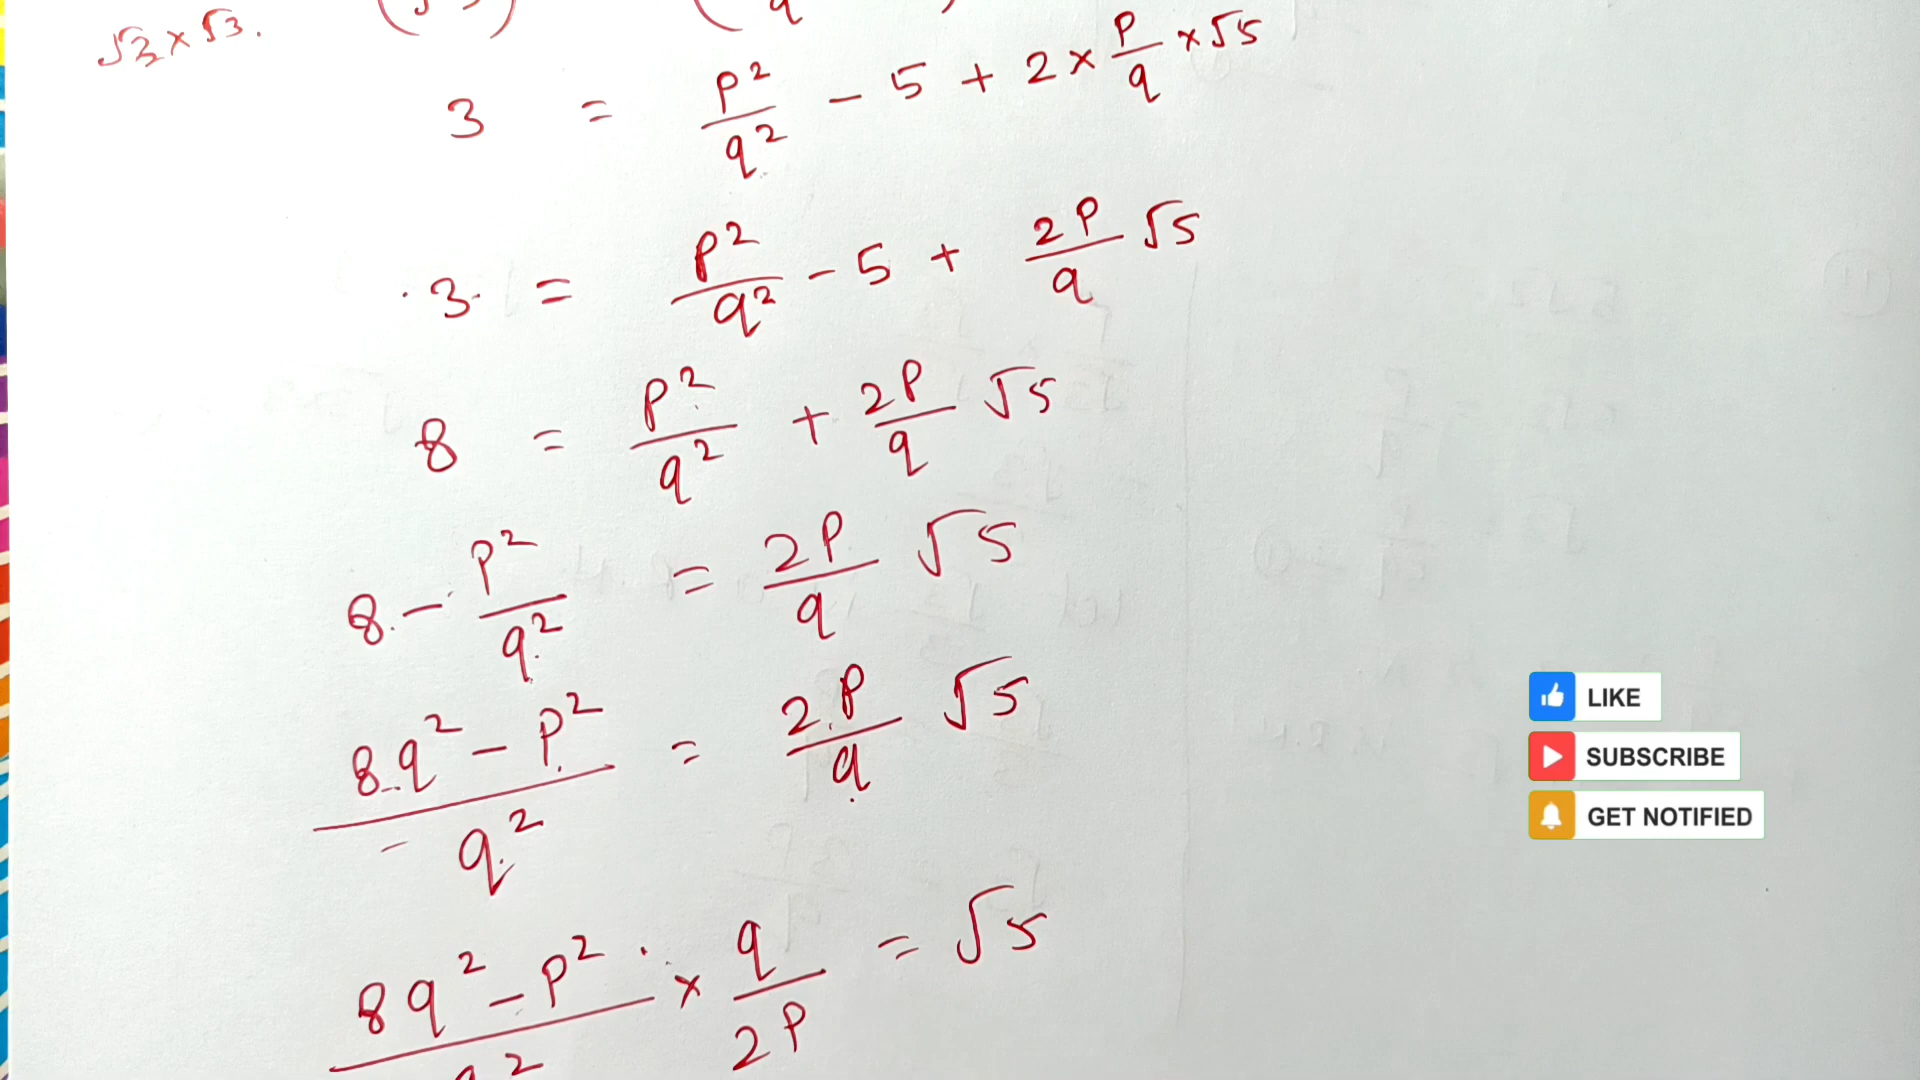 √3 × √3.
3 = p²/q² - 5 + 2 × p/q × √5
3 = p²/q² - 5 + 2p/q √5
8 = p²/q² + 2p/q √5
8 - p²/q² = 2p/q √5
8q² - p² / q² = 2p/q √5
8q² - p² / q² × q/2p = √5
LIKE
SUBSCRIBE
GET NOTIFIED